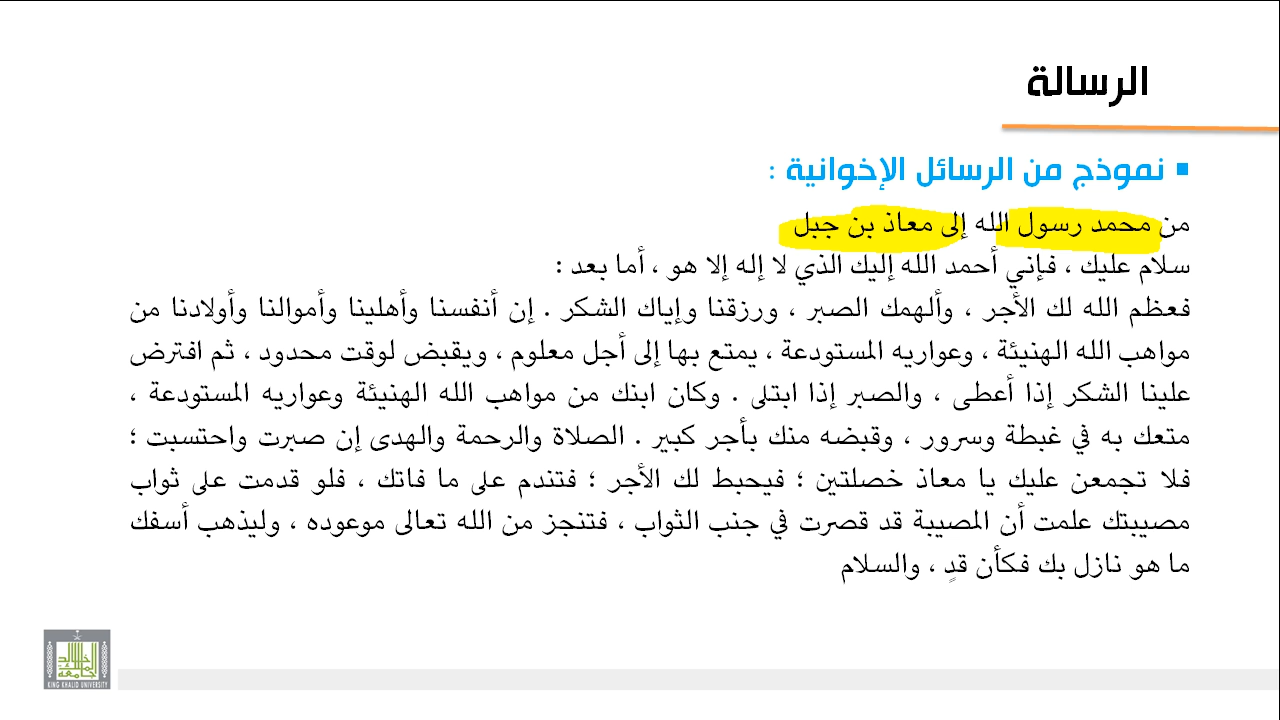 الرسالة
▪ نموذج من الرسائل الإخوانية :
من محمد رسول الله إلى معاذ بن جبل
سلام عليك ، فإني أحمد الله إليك الذي لا إله إلا هو ، أما بعد :
فعظم الله لك الأجر ، وألهمك الصبر ، ورزقنا وإياك الشكر . إن أنفسنا وأهلينا وأموالنا وأولادنا من
مواهب الله الهنيئة ، وعواريه المستودعة ، يمتع بها إلى أجل معلوم ، ويقبض لوقت محدود ، ثم افترض
علينا الشكر إذا أعطى ، والصبر إذا ابتلى . وكان ابنك من مواهب الله الهنيئة وعواريه المستودعة ،
متعك به في غبطة وسرور ، وقبضه منك بأجر كبير . الصلاة والرحمة والهدى إن صبرت واحتسبت ؛
فلا تجمعن عليك يا معاذ خصلتين ؛ فيحبط لك الأجر ؛ فتندم على ما فاتك ، فلو قدمت على ثواب
مصيبتك علمت أن المصيبة قد قصرت في جنب الثواب ، فتنجز من الله تعالى موعوده ، وليذهب أسفك
ما هو نازل بك فكأن قدٍ ، والسلام
جامعة الملك خالد
KING KHALID UNIVERSITY